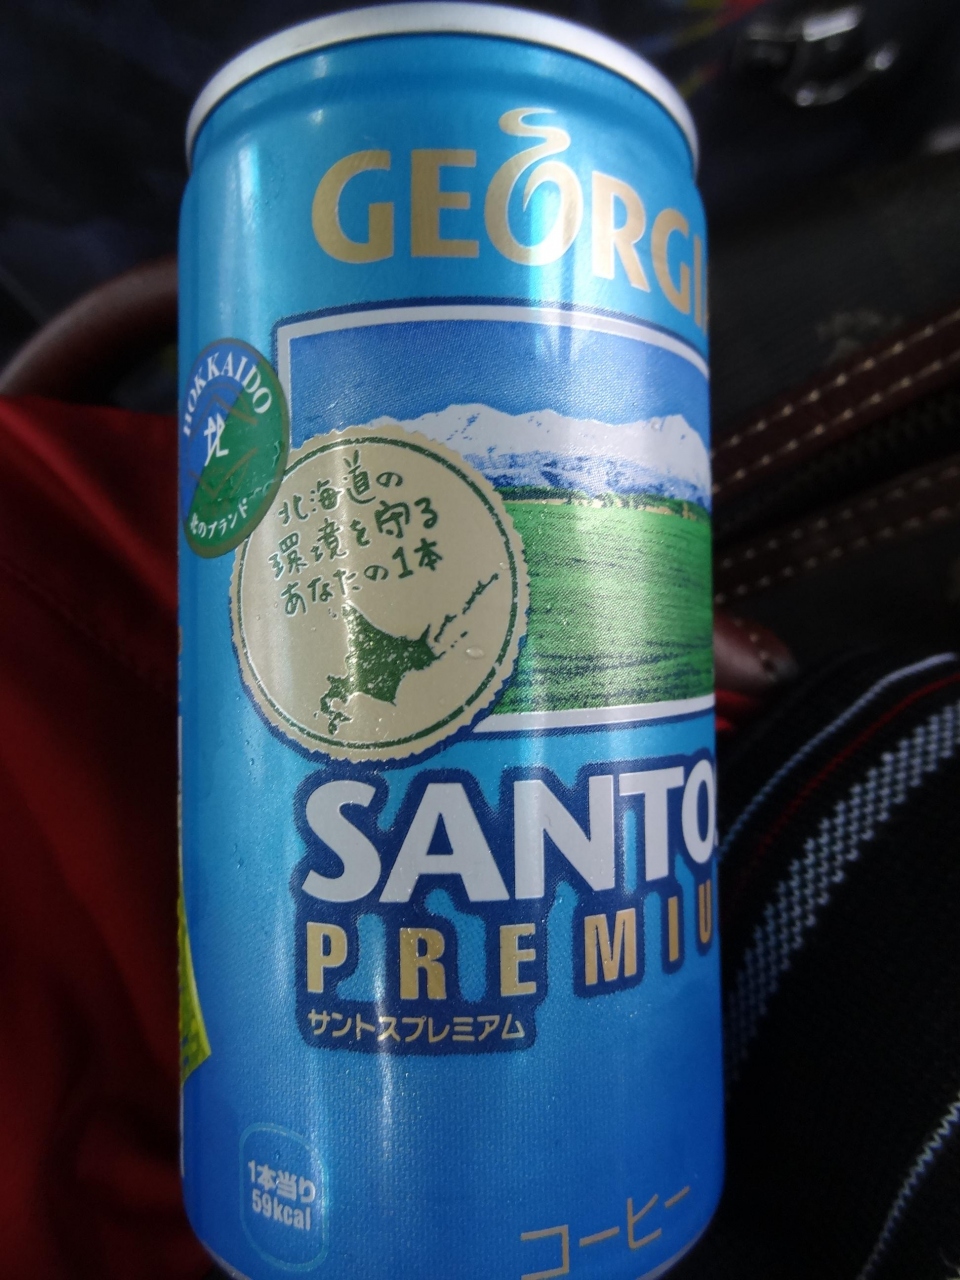 GEORGIA
HOKKAIDO
北
北のブランド
北海道の
環境を守る
あなたの1本
SANTO
PREMIU
サントスプレミアム
1本当り
59kcal
コーヒー